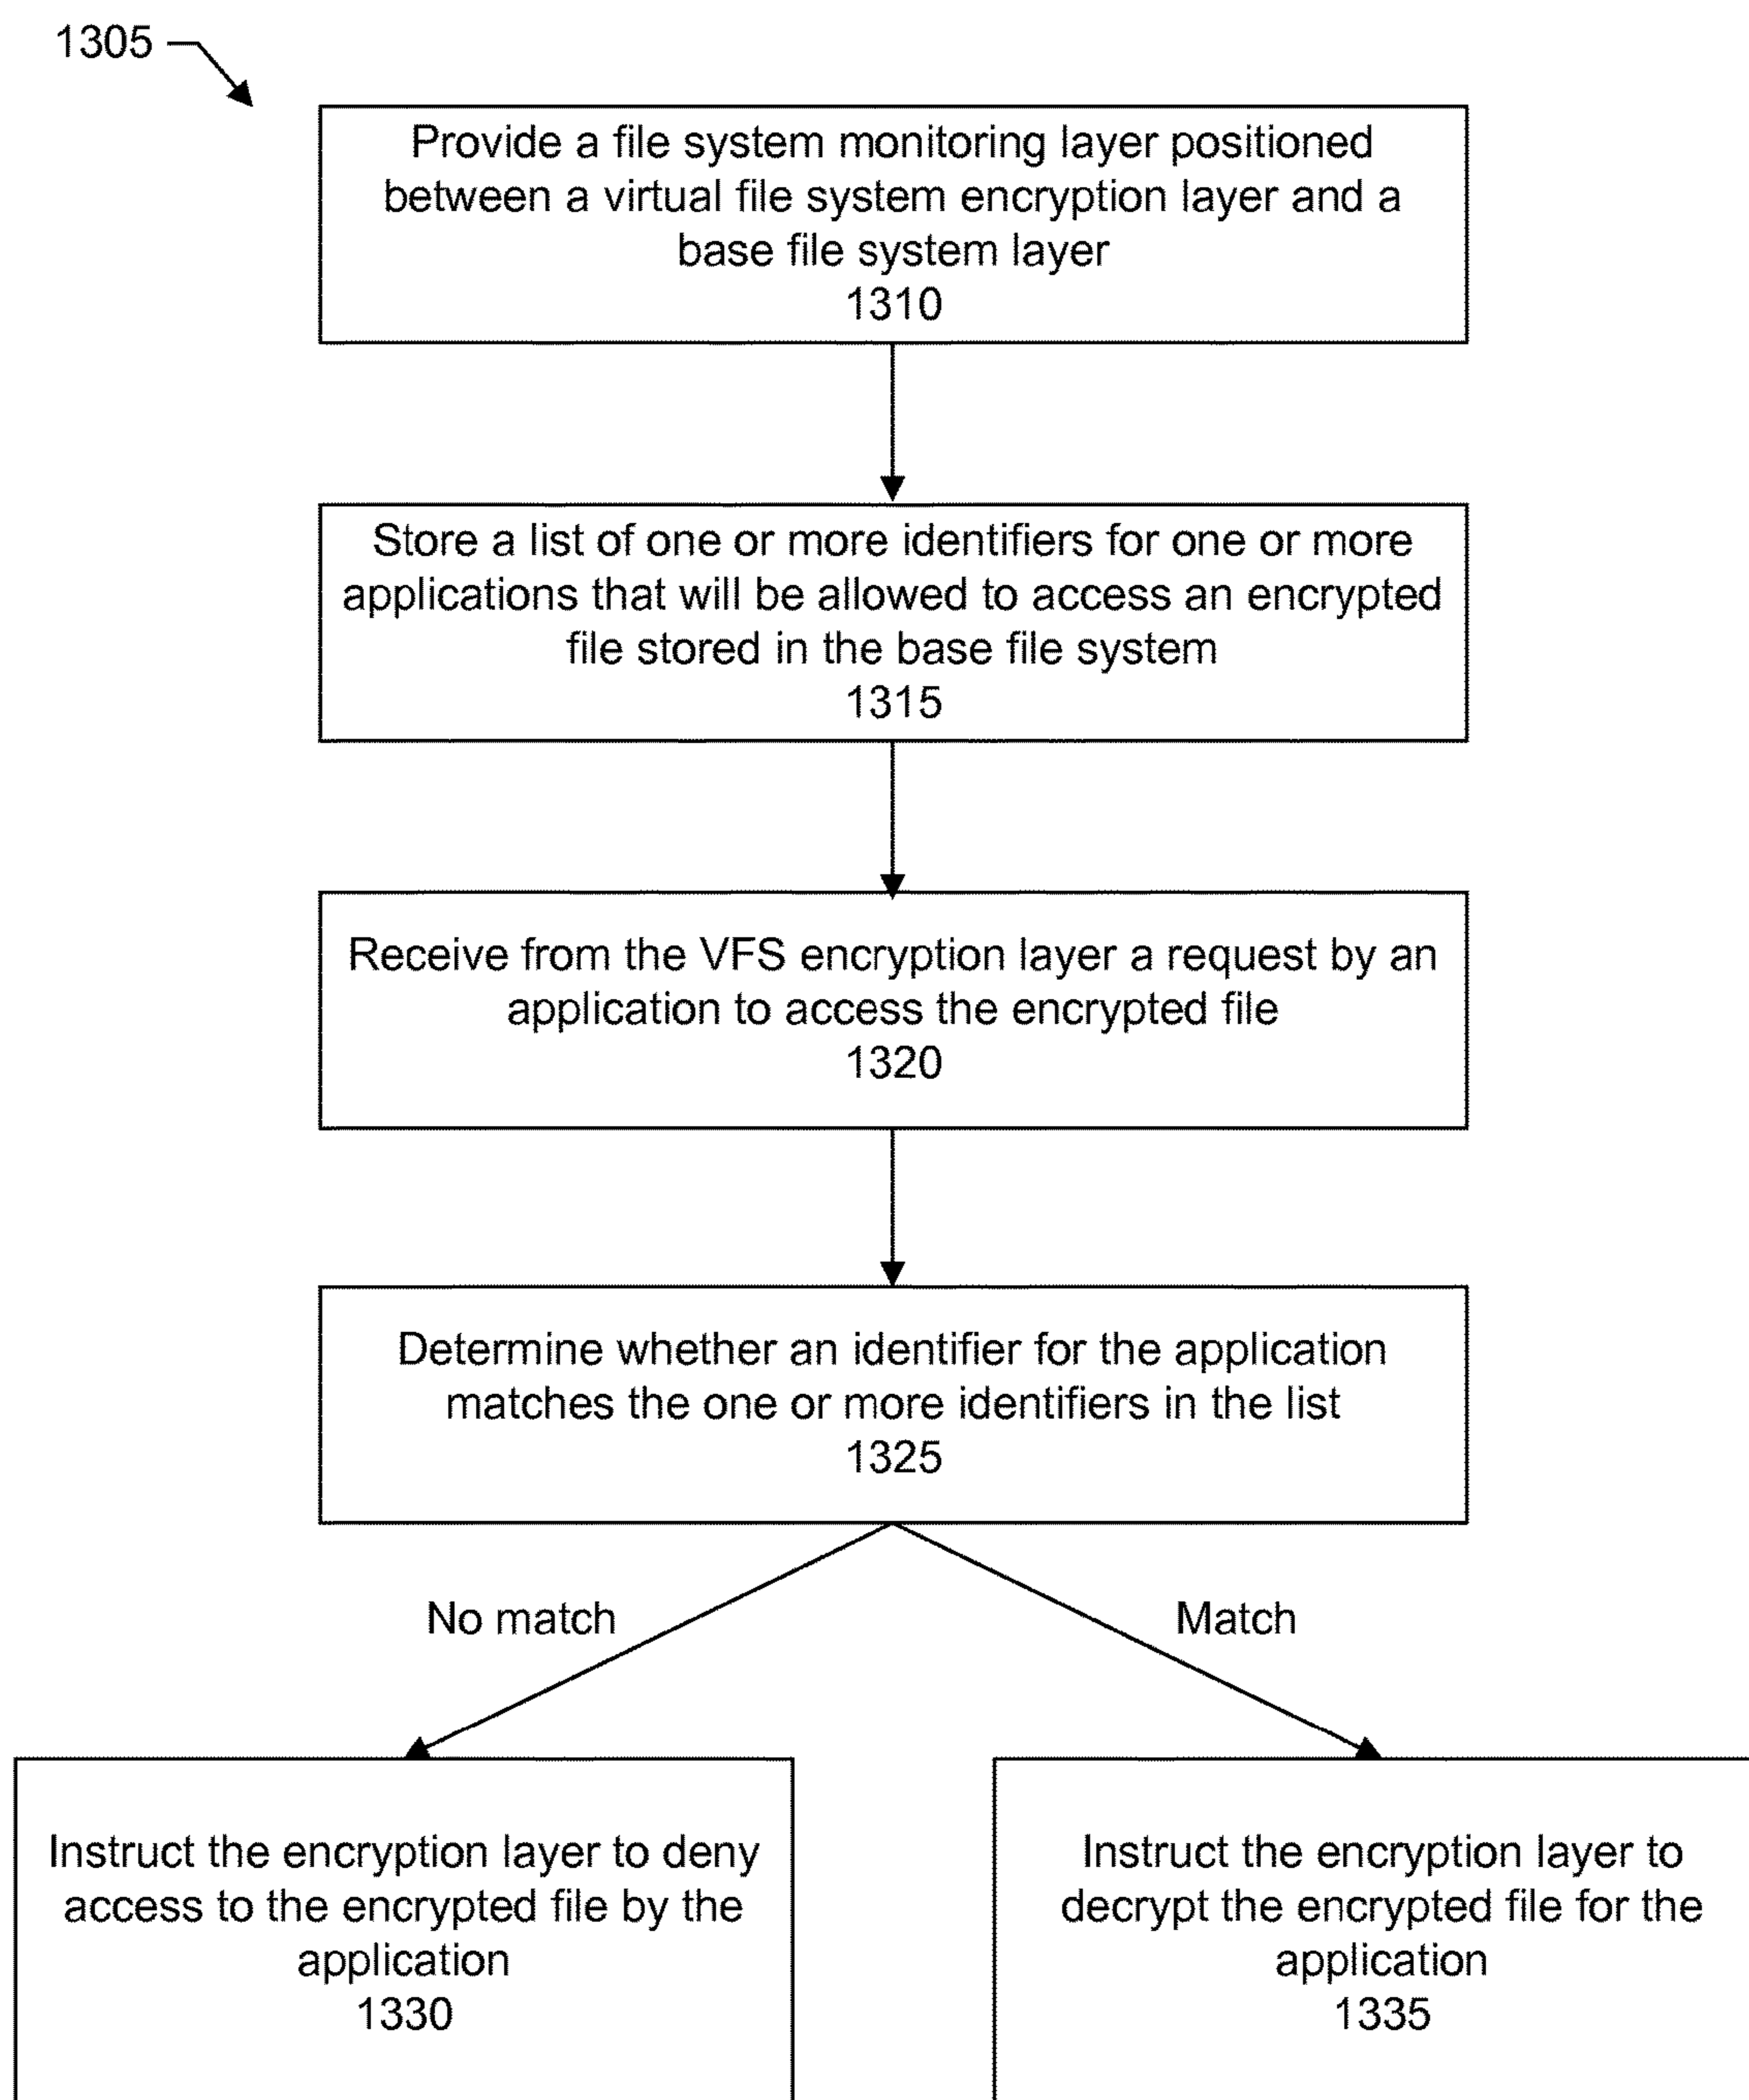 1305
Provide a file system monitoring layer positioned
between a virtual file system encryption layer and a
base file system layer
1310
Store a list of one or more identifiers for one or more
applications that will be allowed to access an encrypted
file stored in the base file system
1315
Receive from the VFS encryption layer a request by an
application to access the encrypted file
1320
Determine whether an identifier for the application
matches the one or more identifiers in the list
1325
No match
Match
Instruct the encryption layer to deny
access to the encrypted file by the
application
1330
Instruct the encryption layer to
decrypt the encrypted file for the
application
1335